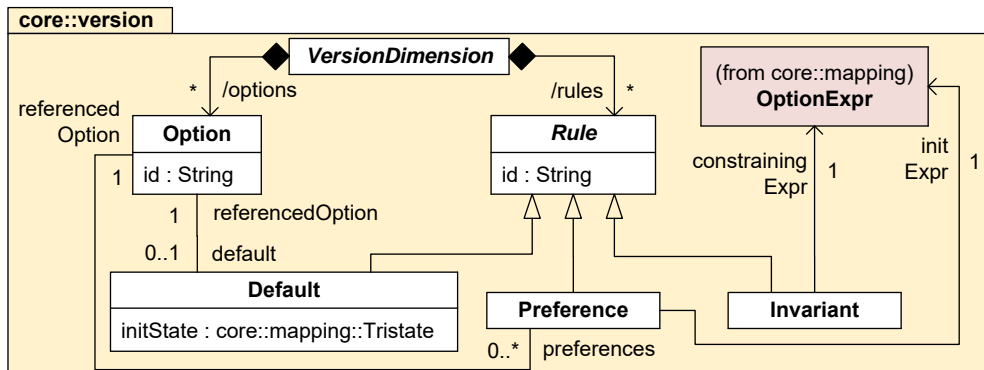 core::version
VersionDimension
* /options
/rules *
(from core::mapping)
OptionExpr
referenced
Option
1
Option
id : String
Rule
id : String
constraining
Expr
1
init
Expr
1
1 referencedOption
0..1 default
Default
initState : core::mapping::Tristate
Preference
Invariant
0..* preferences